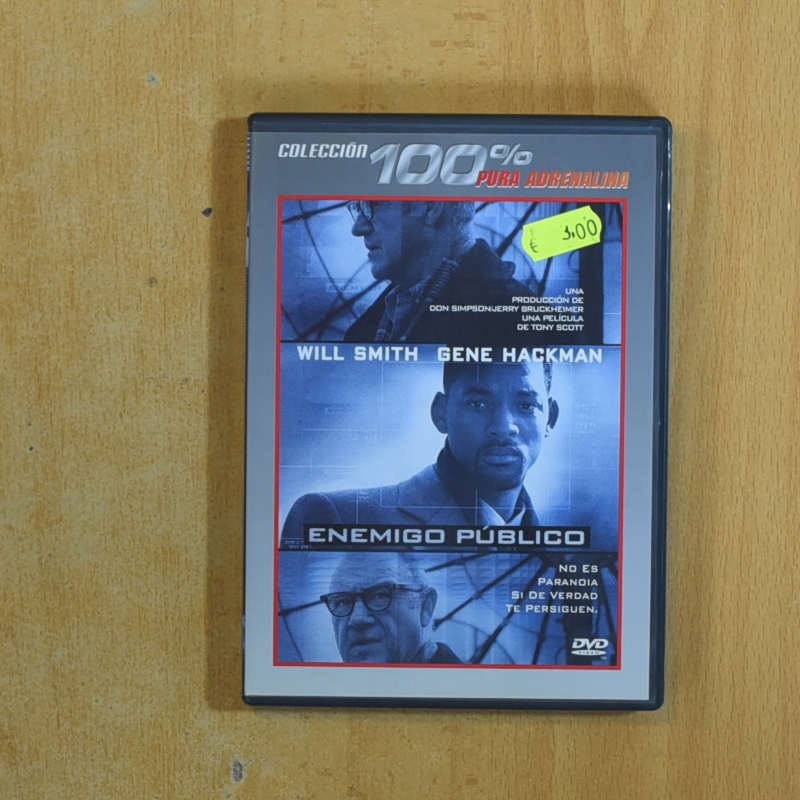 COLECCIÓN 100%
PURA ADRENALINA
€ 3,00
UNA
PRODUCCIÓN DE
DON SIMPSON/JERRY BRUCKHEIMER
UNA PELÍCULA
DE TONY SCOTT
WILL SMITH GENE HACKMAN
ENEMIGO PÚBLICO
NO ES
PARANOIA
SI DE VERDAD
TE PERSIGUEN.
DVD
VIDEO